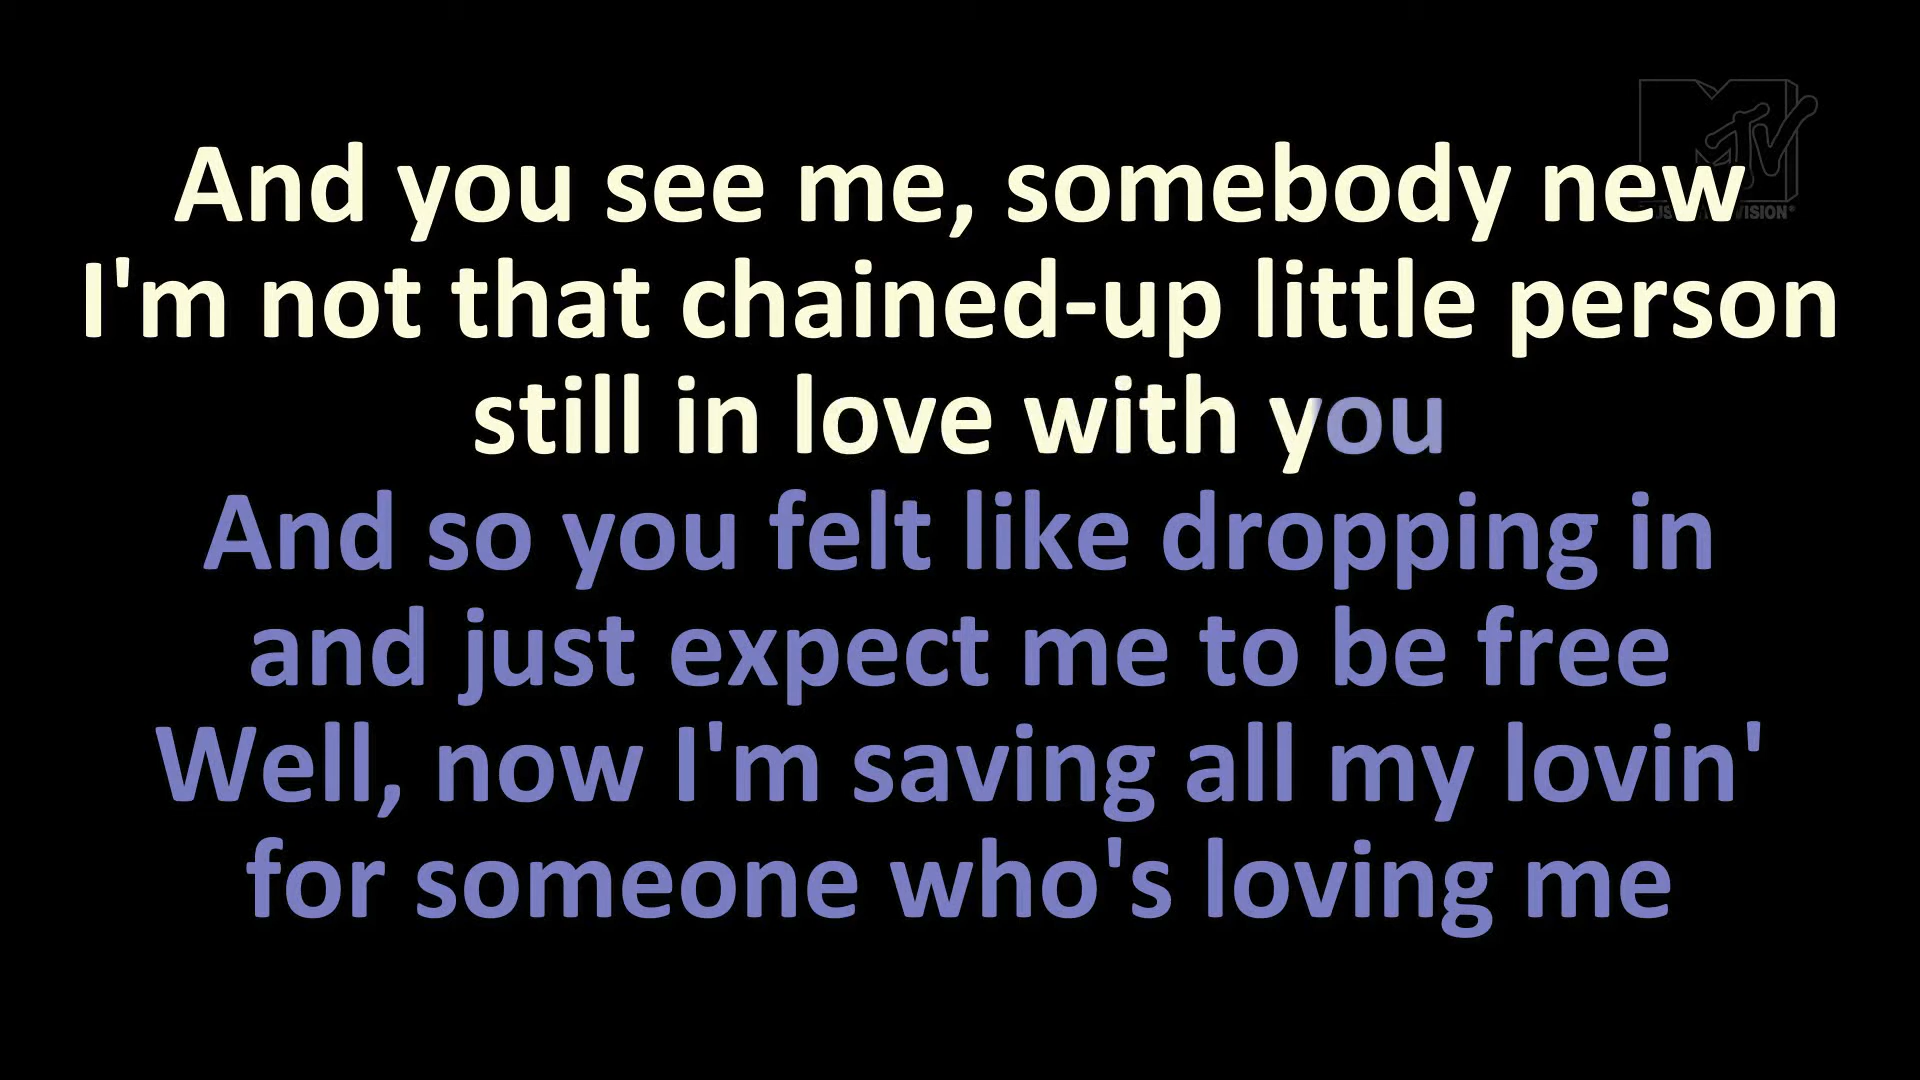 And you see me, somebody new
I'm not that chained-up little person
still in love with you
And so you felt like dropping in
and just expect me to be free
Well, now I'm saving all my lovin'
for someone who's loving me
MTV